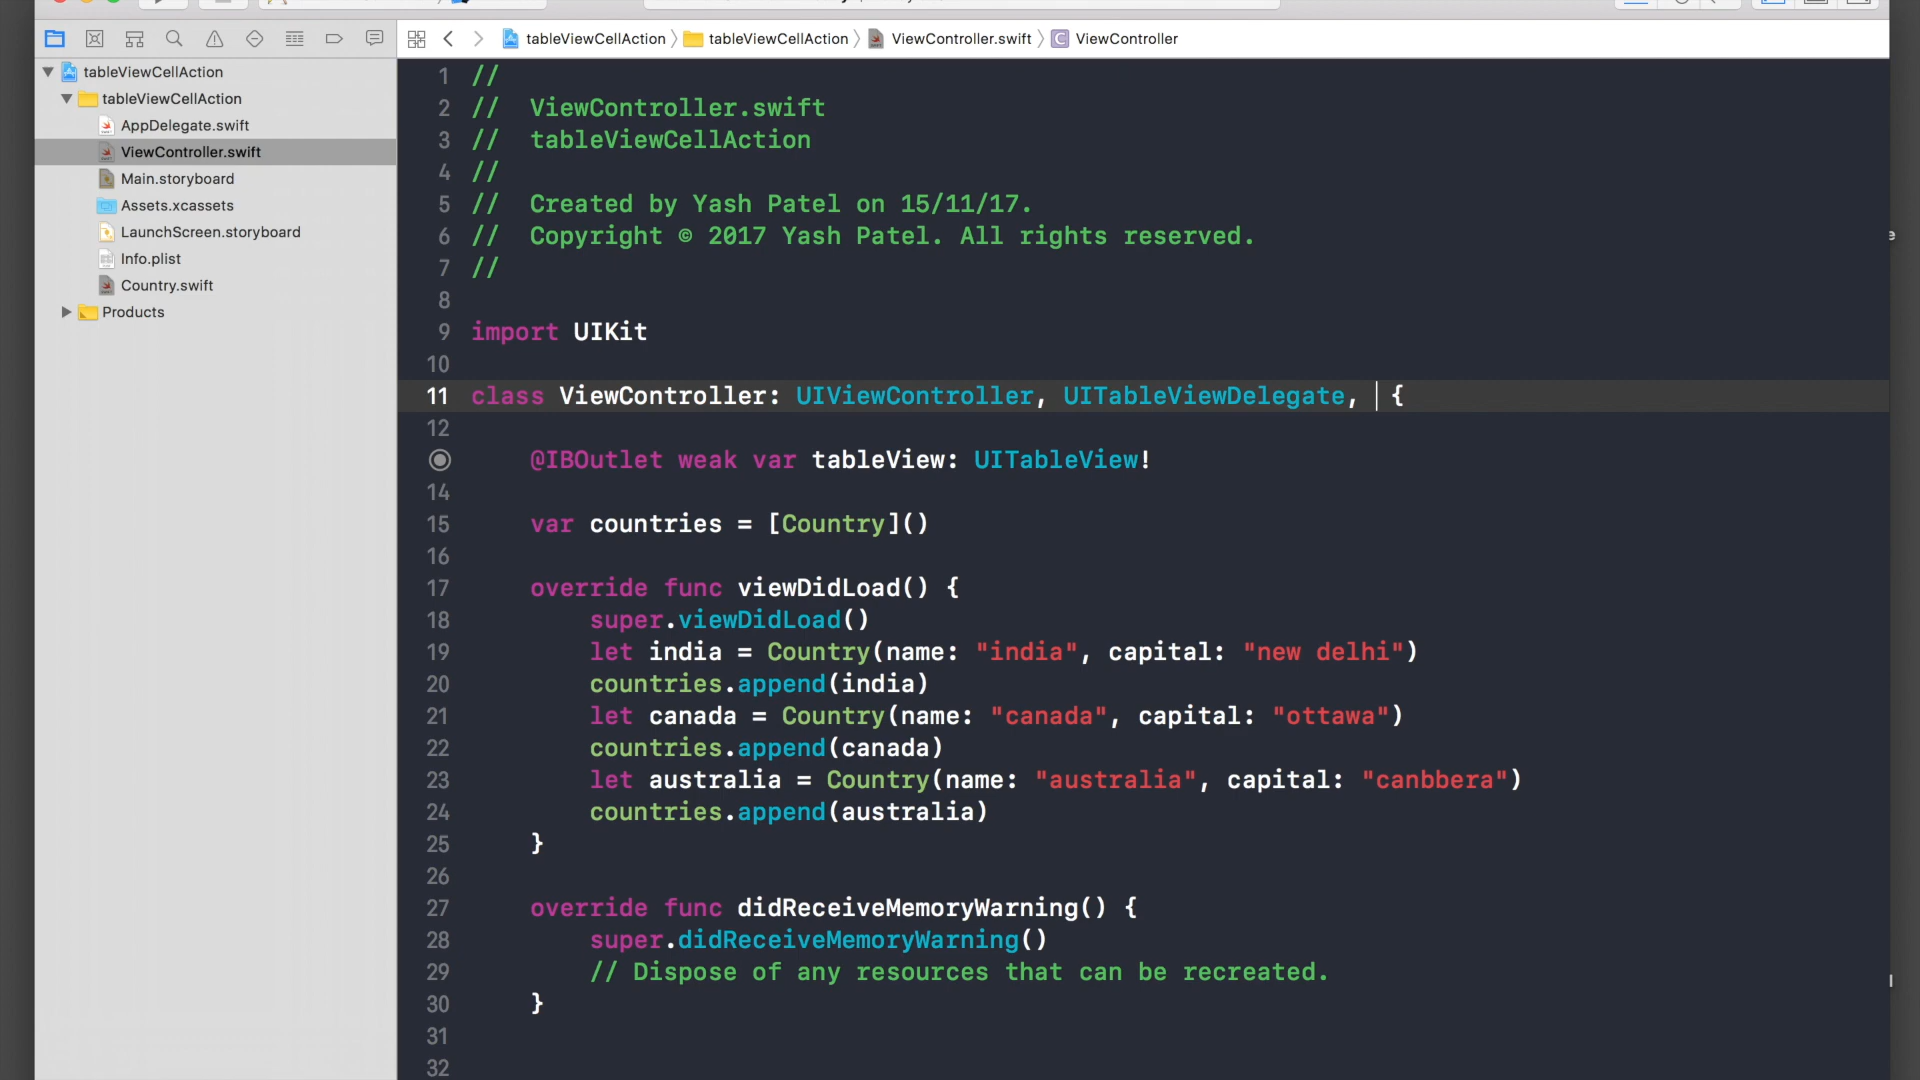 tableViewCellAction
tableViewCellAction
ViewController.swift
ViewController
tableViewCellAction
tableViewCellAction
AppDelegate.swift
ViewController.swift
Main.storyboard
Assets.xcassets
LaunchScreen.storyboard
Info.plist
Country.swift
Products
1 //
2 //  ViewController.swift
3 //  tableViewCellAction
4 //
5 //  Created by Yash Patel on 15/11/17.
6 //  Copyright © 2017 Yash Patel. All rights reserved.
7 //
8
9 import UIKit
10
11 class ViewController: UIViewController, UITableViewDelegate,  {
12
@IBOutlet weak var tableView: UITableView!
14
15 var countries = [Country]()
16
17 override func viewDidLoad() {
18 super.viewDidLoad()
19 let india = Country(name: "india", capital: "new delhi")
20 countries.append(india)
21 let canada = Country(name: "canada", capital: "ottawa")
22 countries.append(canada)
23 let australia = Country(name: "australia", capital: "canbbera")
24 countries.append(australia)
25 }
26
27 override func didReceiveMemoryWarning() {
28 super.didReceiveMemoryWarning()
29 // Dispose of any resources that can be recreated.
30 }
31
32